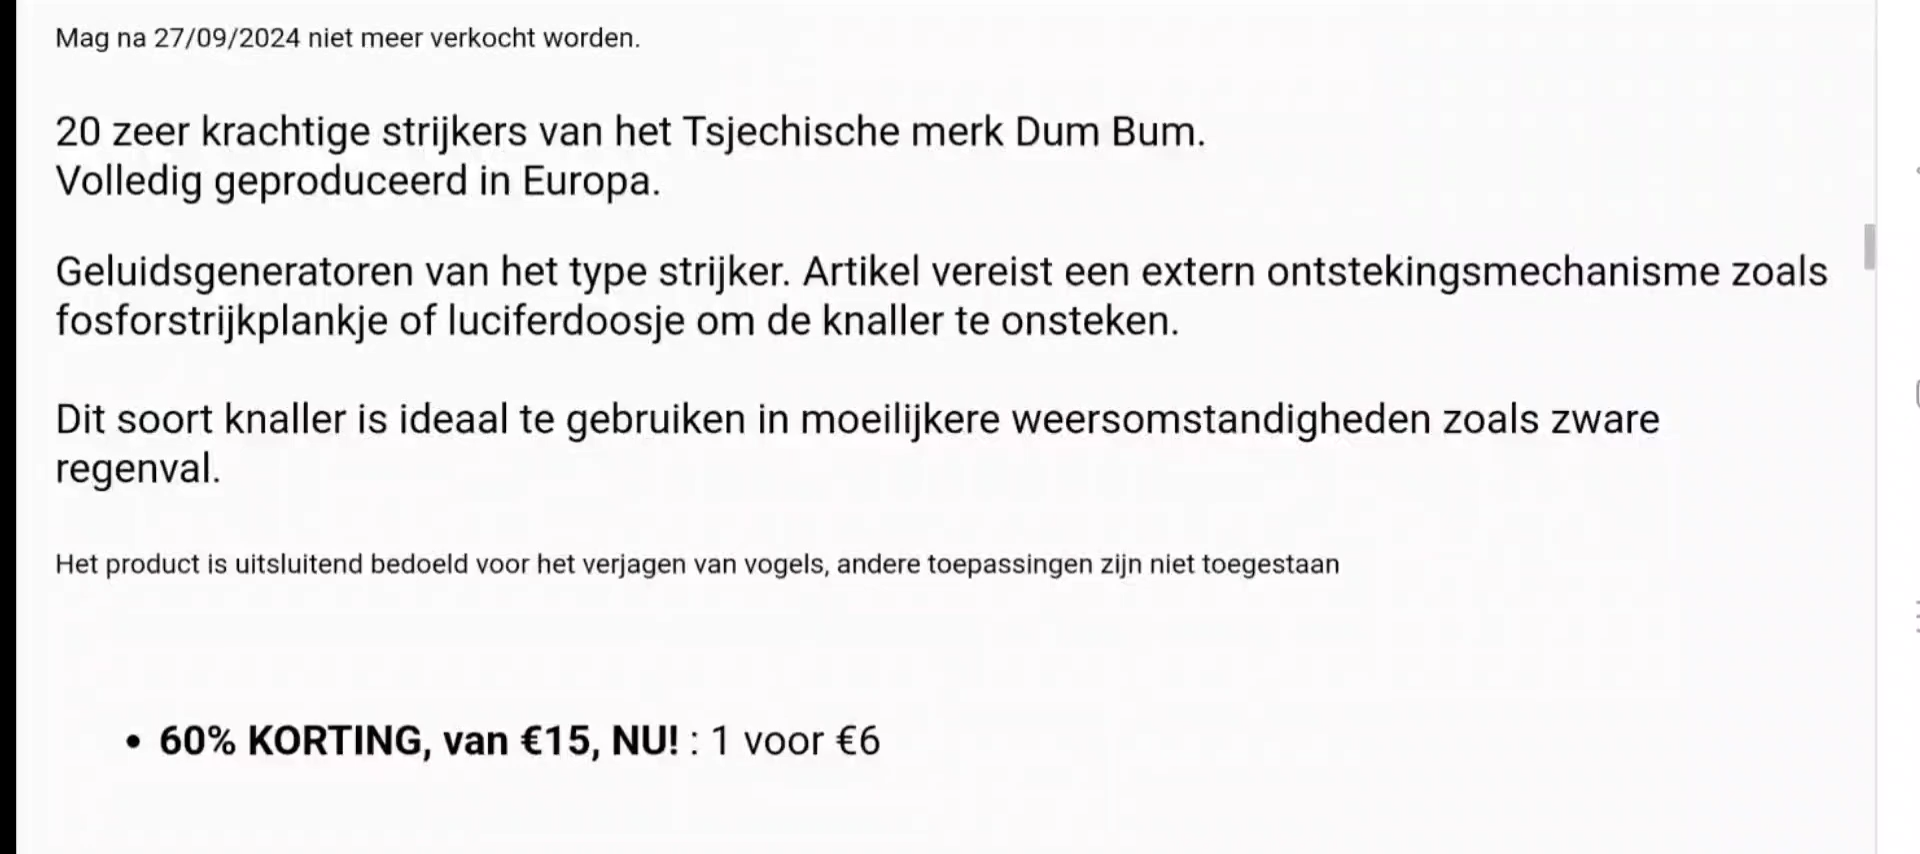 Mag na 27/09/2024 niet meer verkocht worden.
20 zeer krachtige strijkers van het Tsjechische merk Dum Bum.
Volledig geproduceerd in Europa.
Geluidsgeneratoren van het type strijker. Artikel vereist een extern ontstekingsmechanisme zoals
fosforstrijkplankje of luciferdoosje om de knaller te onsteken.
Dit soort knaller is ideaal te gebruiken in moeilijkere weersomstandigheden zoals zware
regenval.
Het product is uitsluitend bedoeld voor het verjagen van vogels, andere toepassingen zijn niet toegestaan
• 60% KORTING, van €15, NU! : 1 voor €6